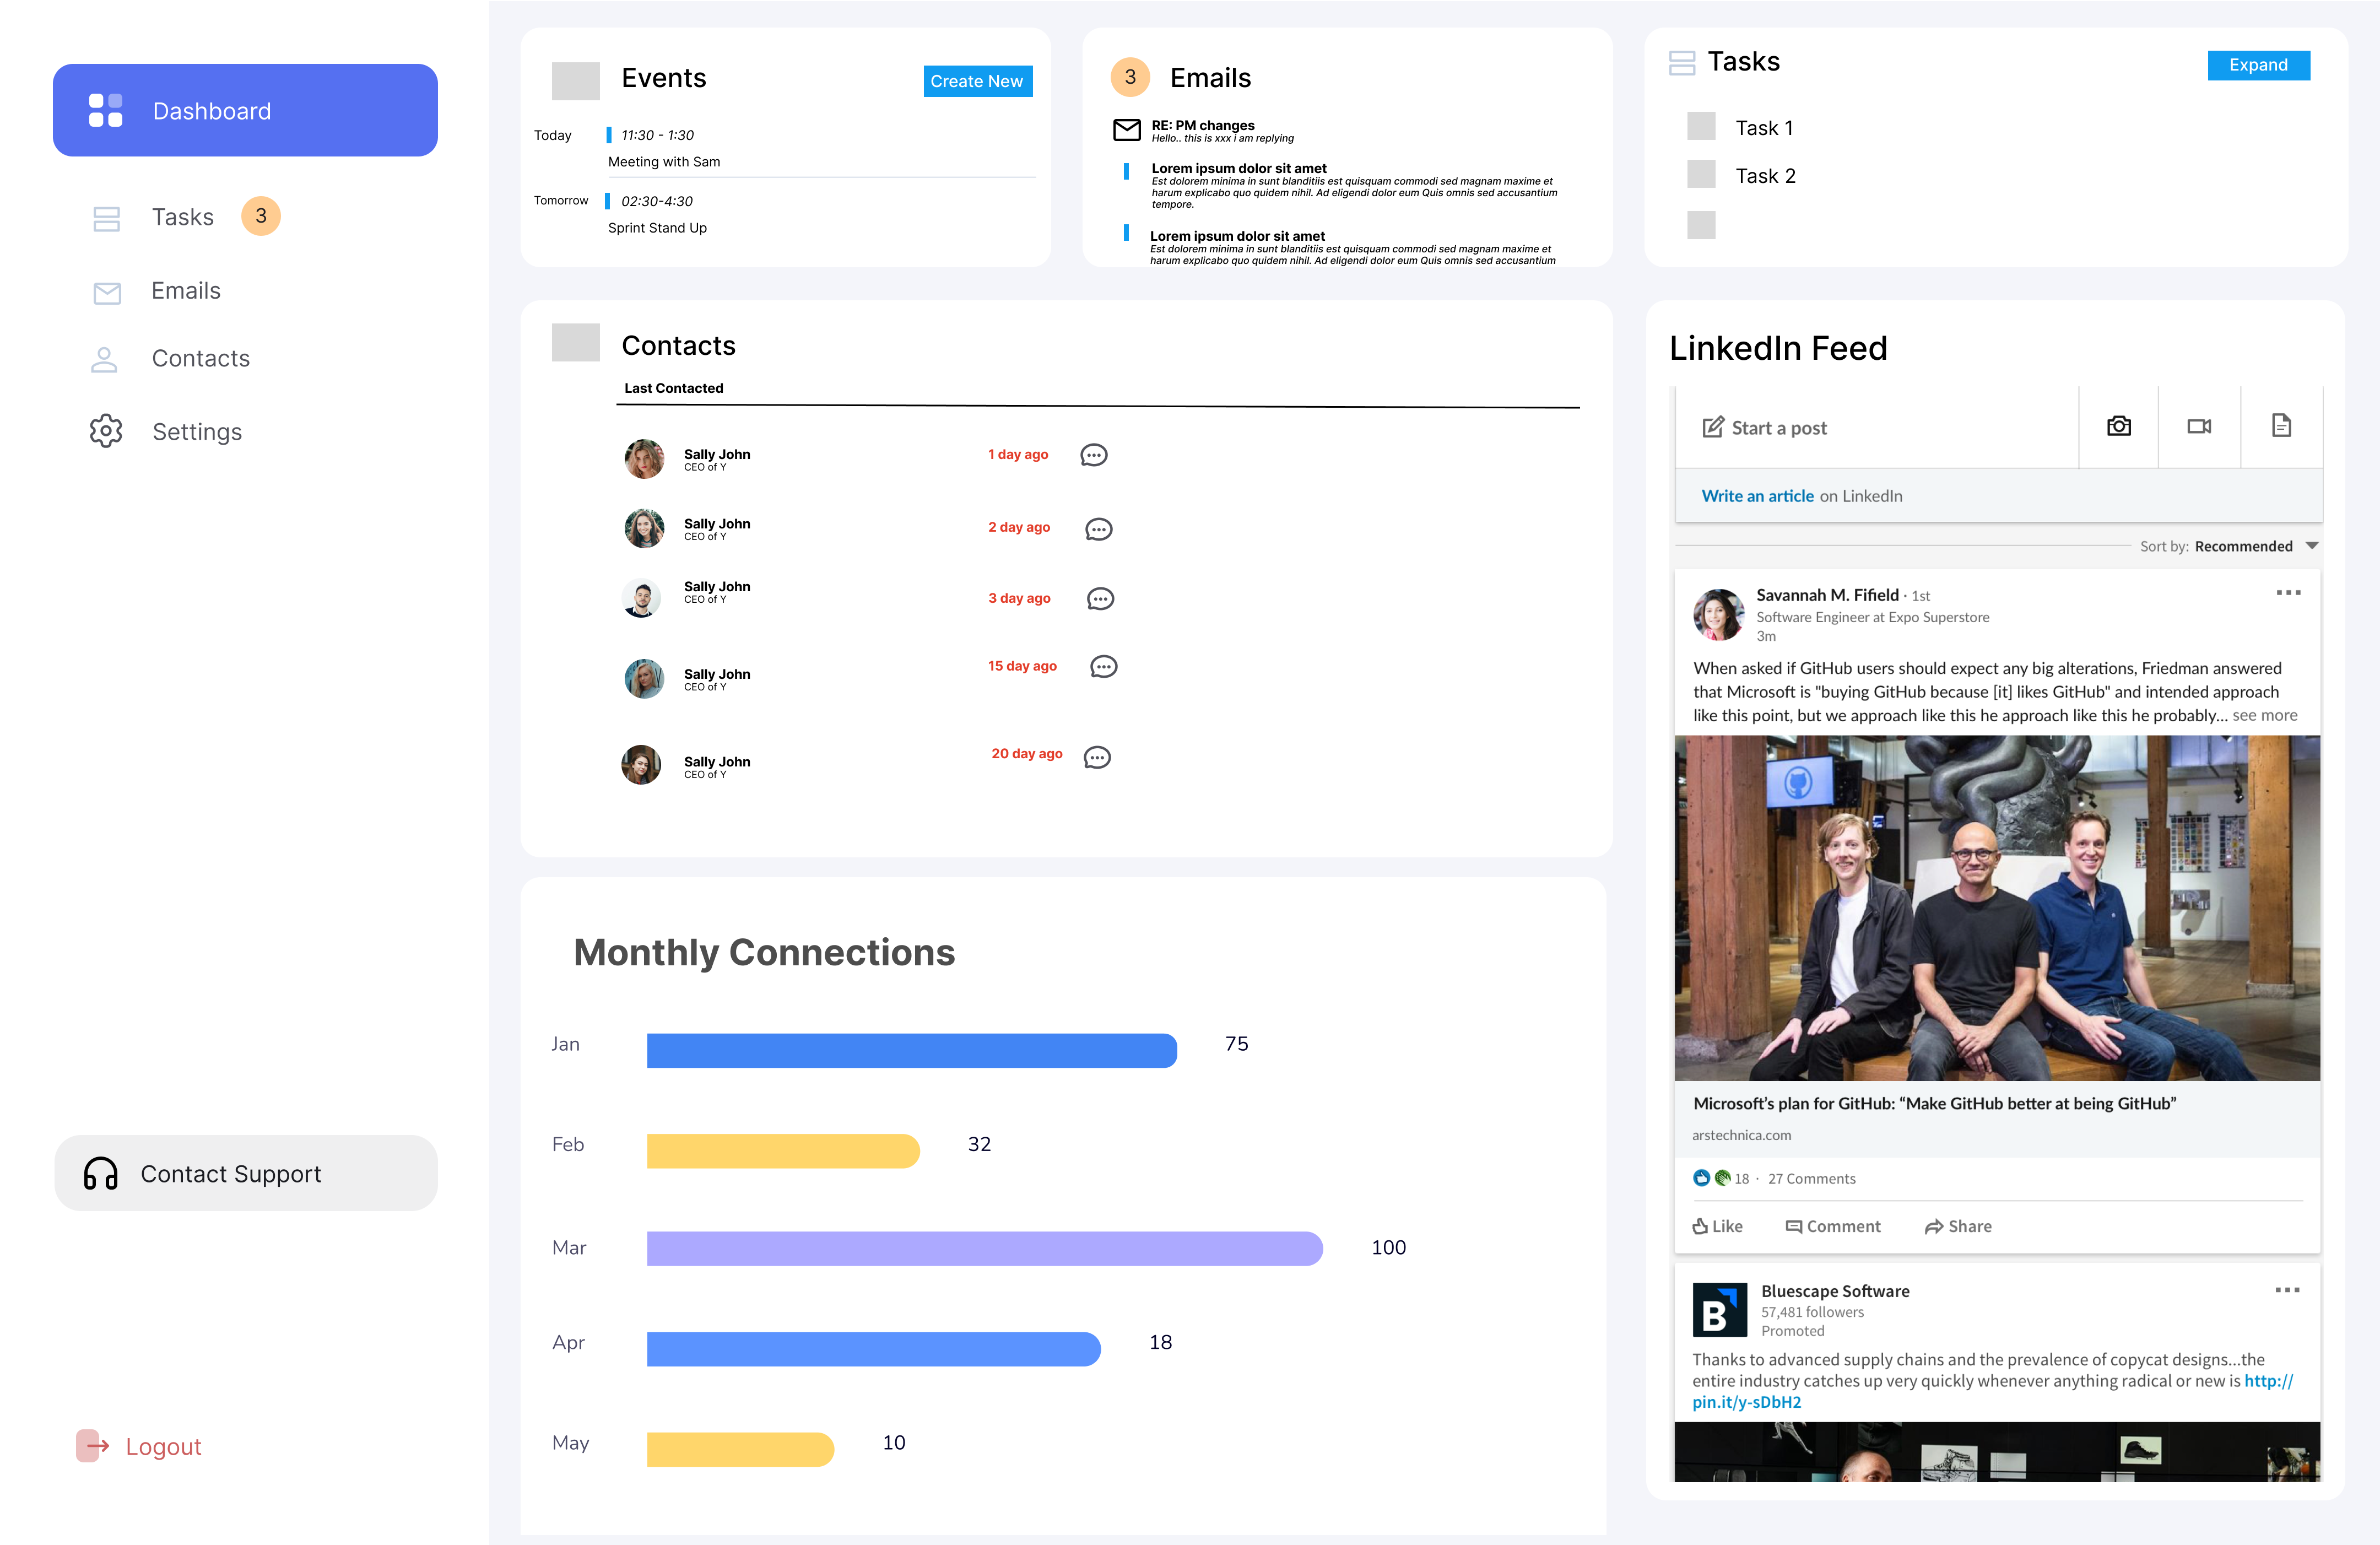 Dashboard
Tasks 3
Emails
Contacts
Settings
Contact Support
Logout
Events
Create New
Today 11:30 - 1:30
Meeting with Sam
Tomorrow 02:30-4:30
Sprint Stand Up
3 Emails
RE: PM changes
Hello.. this is xxx i am replying
Lorem ipsum dolor sit amet
Est dolorem minima in sunt blanditiis est quisquam commodi sed magnam maxime et
harum explicabo quo quidem nihil. Ad eligendi dolor eum Quis omnis sed accusantium
tempore.
Lorem ipsum dolor sit amet
Est dolorem minima in sunt blanditiis est quisquam commodi sed magnam maxime et
harum explicabo quo quidem nihil. Ad eligendi dolor eum Quis omnis sed accusantium
Tasks
Expand
Task 1
Task 2
Contacts
Last Contacted
Sally John 1 day ago
CEO of Y
Sally John 2 day ago
CEO of Y
Sally John 3 day ago
CEO of Y
Sally John 15 day ago
CEO of Y
Sally John 20 day ago
CEO of Y
Monthly Connections
Jan 75
Feb 32
Mar 100
Apr 18
May 10
LinkedIn Feed
Start a post
Write an article on LinkedIn
Sort by: Recommended
Savannah M. Fifield · 1st
Software Engineer at Expo Superstore
3m
When asked if GitHub users should expect any big alterations, Friedman answered
that Microsoft is "buying GitHub because [it] likes GitHub" and intended approach
like this point, but we approach like this he approach like this he probably... see more
Microsoft’s plan for GitHub: “Make GitHub better at being GitHub”
arstechnica.com
18 · 27 Comments
Like Comment Share
B
Bluescape Software
57,481 followers
Promoted
Thanks to advanced supply chains and the prevalence of copycat designs...the
entire industry catches up very quickly whenever anything radical or new is http://
pin.it/y-sDbH2